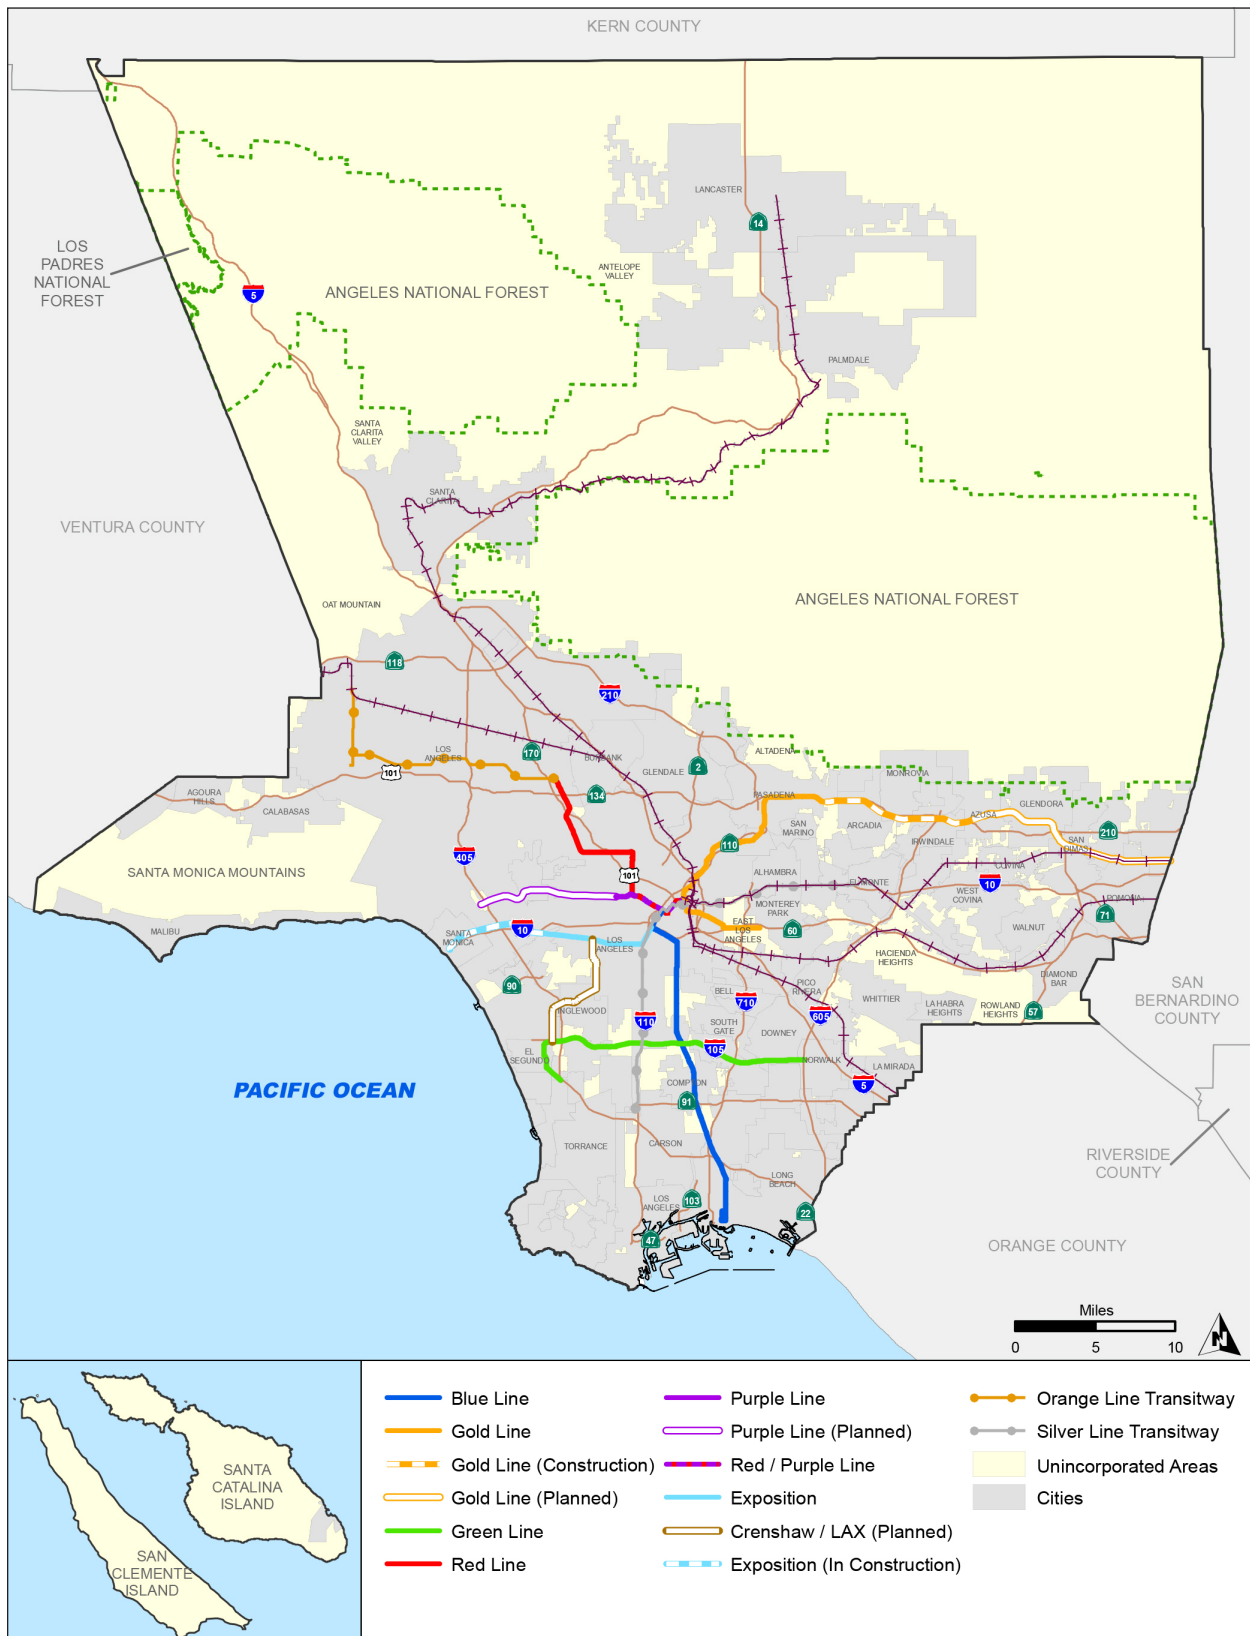 KERN COUNTY
LANCASTER
14
LOS
PADRES
NATIONAL
FOREST
ANTELOPE
VALLEY
5
ANGELES NATIONAL FOREST
PALMDALE
SANTA
CLARITA
VALLEY
SANTA
CLARITA
VENTURA COUNTY
OAT MOUNTAIN
ANGELES NATIONAL FOREST
118
210
LOS
ANGELES
170
BURBANK
ALTADENA
101
GLENDALE
2
MONROVIA
AGOURA
HILLS
CALABASAS
134
PASADENA
GLENDORA
AZUSA
SAN
MARINO
ARCADIA
210
110
IRWINDALE
SAN
DIMAS
405
COVINA
SANTA MONICA MOUNTAINS
101
ALHAMBRA
EL MONTE
10
WEST
COVINA
POMONA
MONTEREY
PARK
71
MALIBU
SANTA
MONICA
10
LOS
ANGELES
EAST
LOS
ANGELES
60
WALNUT
HACIENDA
HEIGHTS
DIAMOND
BAR
90
BELL
710
PICO
RIVERA
WHITTIER
LA HABRA
HEIGHTS
ROWLAND
HEIGHTS
57
SAN
BERNARDINO
COUNTY
INGLEWOOD
110
SOUTH
GATE
605
DOWNEY
EL
SEGUNDO
105
NORWALK
LA MIRADA
COMPTON
5
91
PACIFIC OCEAN
TORRANCE
CARSON
RIVERSIDE
COUNTY
LONG
BEACH
LOS
ANGELES
103
22
47
ORANGE COUNTY
Miles
0 5 10
N
SANTA
CATALINA
ISLAND
SAN
CLEMENTE
ISLAND
Blue Line
Gold Line
Gold Line (Construction)
Gold Line (Planned)
Green Line
Red Line
Purple Line
Purple Line (Planned)
Red / Purple Line
Exposition
Crenshaw / LAX (Planned)
Exposition (In Construction)
Orange Line Transitway
Silver Line Transitway
Unincorporated Areas
Cities